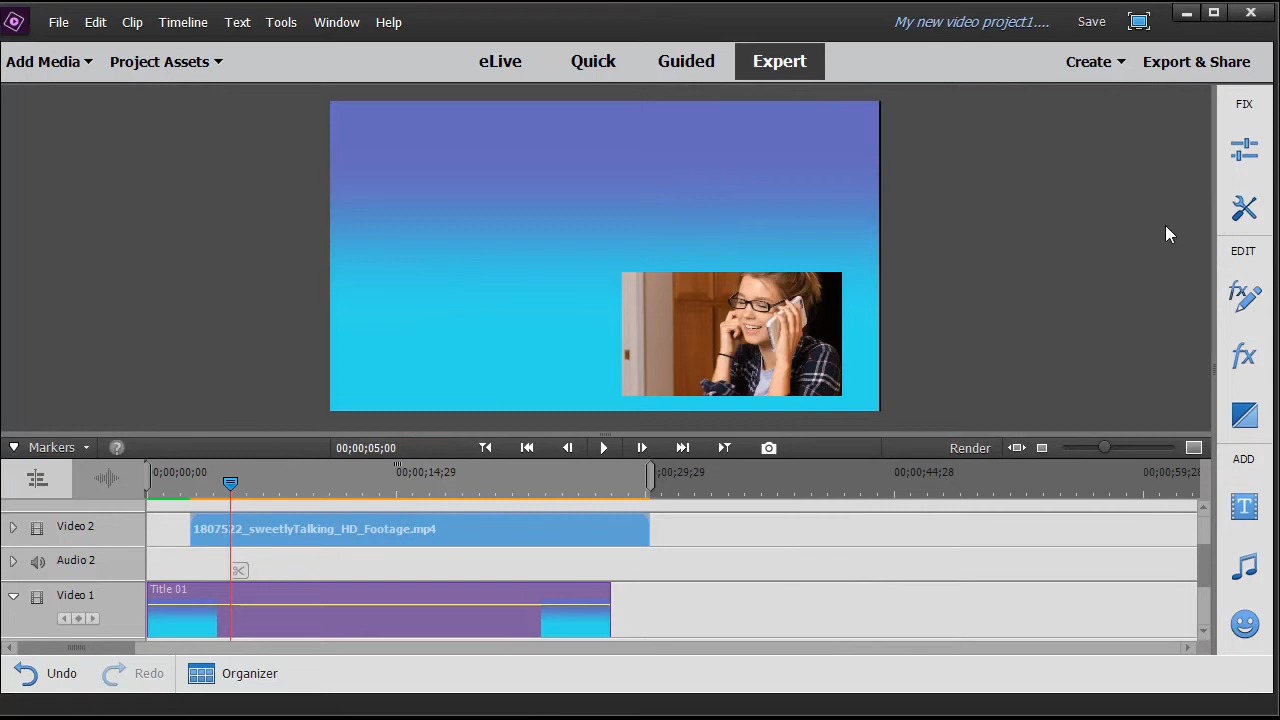 File Edit Clip Timeline Text Tools Window Help My new video project1.... Save
Add Media Project Assets eLive Quick Guided Expert Create Export & Share
FIX
EDIT
Markers ? 00;00;05;00 Render
ADD
0;00;00;00 00;00;14;29 ;00;29;29 00;00;44;28 00;00;59;28
Video 2 1807522_sweetlyTalking_HD_Footage.mp4
Audio 2
Title 01
Video 1
Undo Redo Organizer